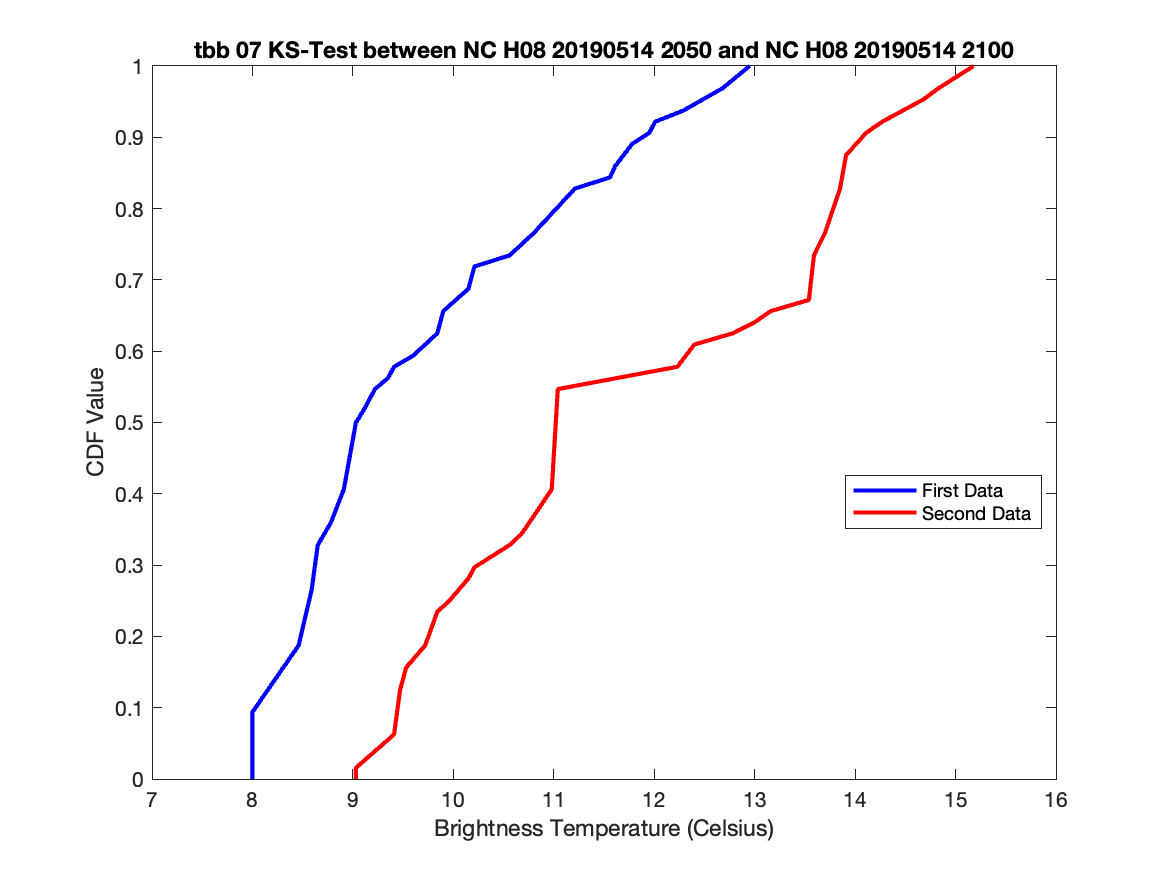 tbb 07 KS-Test between NC H08 20190514 2050 and NC H08 20190514 2100
1
0.9
0.8
0.7
0.6
0.5
0.4
0.3
0.2
0.1
0
CDF Value
First Data
Second Data
7 8 9 10 11 12 13 14 15 16
Brightness Temperature (Celsius)